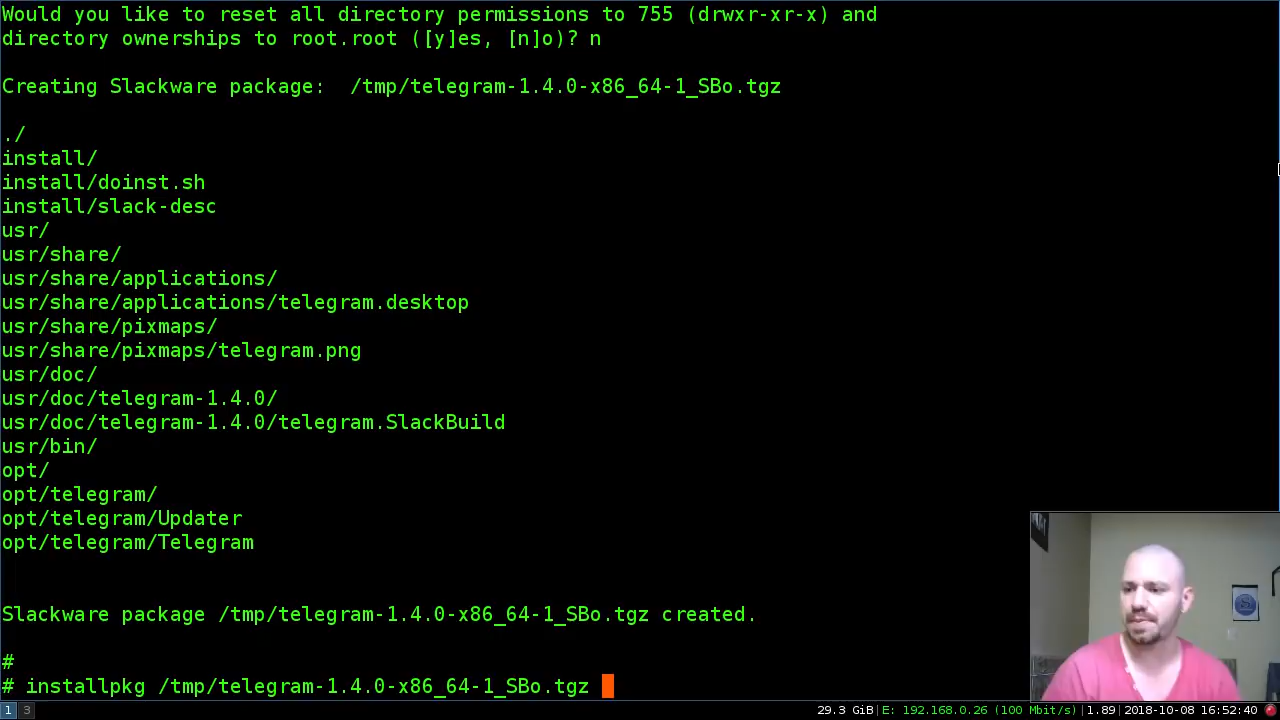 Would you like to reset all directory permissions to 755 (drwxr-xr-x) and
directory ownerships to root.root ([y]es, [n]o)? n
Creating Slackware package:  /tmp/telegram-1.4.0-x86_64-1_SBo.tgz
./
install/
install/doinst.sh
install/slack-desc
usr/
usr/share/
usr/share/applications/
usr/share/applications/telegram.desktop
usr/share/pixmaps/
usr/share/pixmaps/telegram.png
usr/doc/
usr/doc/telegram-1.4.0/
usr/doc/telegram-1.4.0/telegram.SlackBuild
usr/bin/
opt/
opt/telegram/
opt/telegram/Updater
opt/telegram/Telegram
Slackware package /tmp/telegram-1.4.0-x86_64-1_SBo.tgz created.
#
# installpkg /tmp/telegram-1.4.0-x86_64-1_SBo.tgz
1 3 29.3 GiB|E: 192.168.0.26 (100 Mbit/s)|1.89|2018-10-08 16:52:40